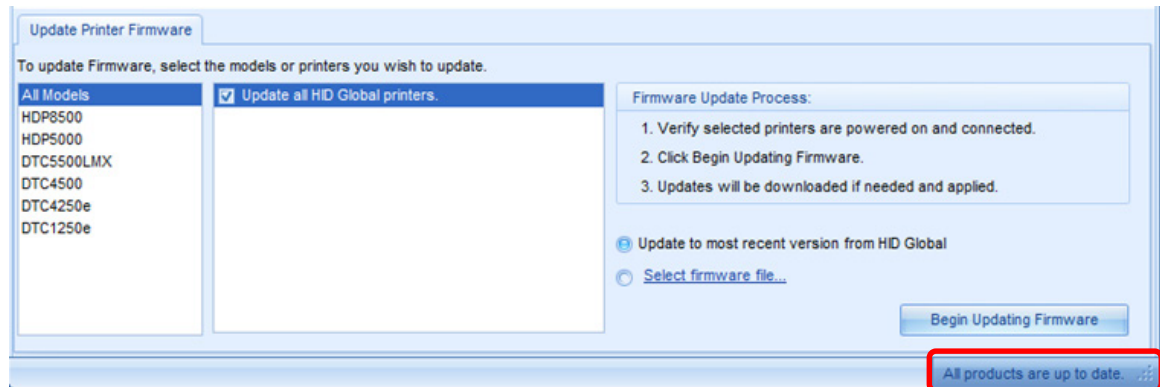 Update Printer Firmware
To update Firmware, select the models or printers you wish to update.
All Models
HDP8500
HDP5000
DTC5500LMX
DTC4500
DTC4250e
DTC1250e
Update all HID Global printers.
Firmware Update Process:
1. Verify selected printers are powered on and connected.
2. Click Begin Updating Firmware.
3. Updates will be downloaded if needed and applied.
Update to most recent version from HID Global
Select firmware file...
Begin Updating Firmware
All products are up to date.